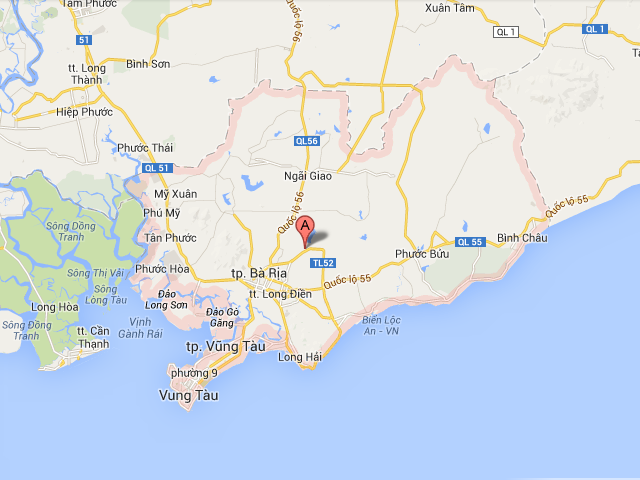 Tam Phước
Quốc lộ 56
Xuân Tâm
QL 1
QL 1
51
tt. Long
Thành
Bình Sơn
Hiệp Phước
Phước Thái
QL56
QL 51
Ngãi Giao
Mỹ Xuân
Phú Mỹ
Quốc lộ 56
Quốc lộ 55
Sông Đồng
Tranh
Tân Phước
A
QL 55
Bình Châu
Phước Bửu
Sông Thị Vải
Phước Hòa
tp. Bà Rịa
TL52
Quốc lộ 55
Sông
Long Tàu
Đảo
Long Sơn
tt. Long Điền
Long Hòa
Sông Đồng
Tranh
tt. Cần
Thạnh
Vịnh
Gành Rái
Đảo Gò
Găng
Biển Lộc
An - VN
tp. Vũng Tàu
Long Hải
phường 9
Vung Tàu